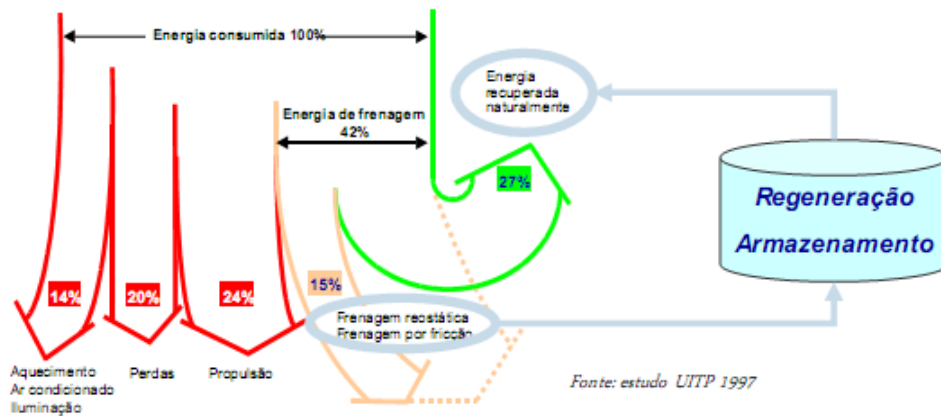 Energia consumida 100%
Energia
recuperada
naturalmente
Energia de frenagem
42%
27%
Regeneração
Armazenamento
14%
20%
24%
15%
Frenagem reostática
Frenagem por fricção
Aquecimento
Ar condicionado
Iluminação
Perdas
Propulsão
Fonte: estudo UITP 1997